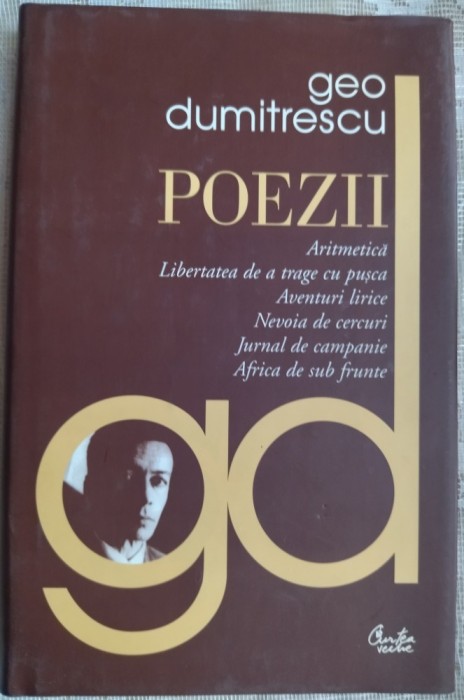 geo
dumitrescu
POEZII
Aritmetică
Libertatea de a trage cu pușca
Aventuri lirice
Nevoia de cercuri
Jurnal de campanie
Africa de sub frunte
gd
Curtea
veche